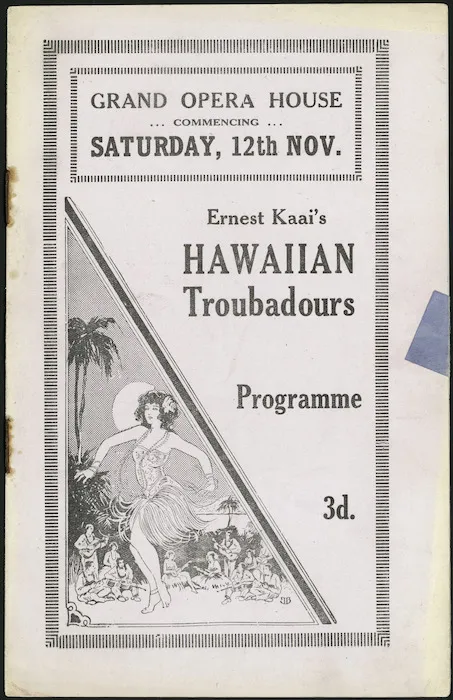 GRAND OPERA HOUSE
... COMMENCING ...
SATURDAY, 12th NOV.
Ernest Kaai's
HAWAIIAN
Troubadours
Programme
3d.